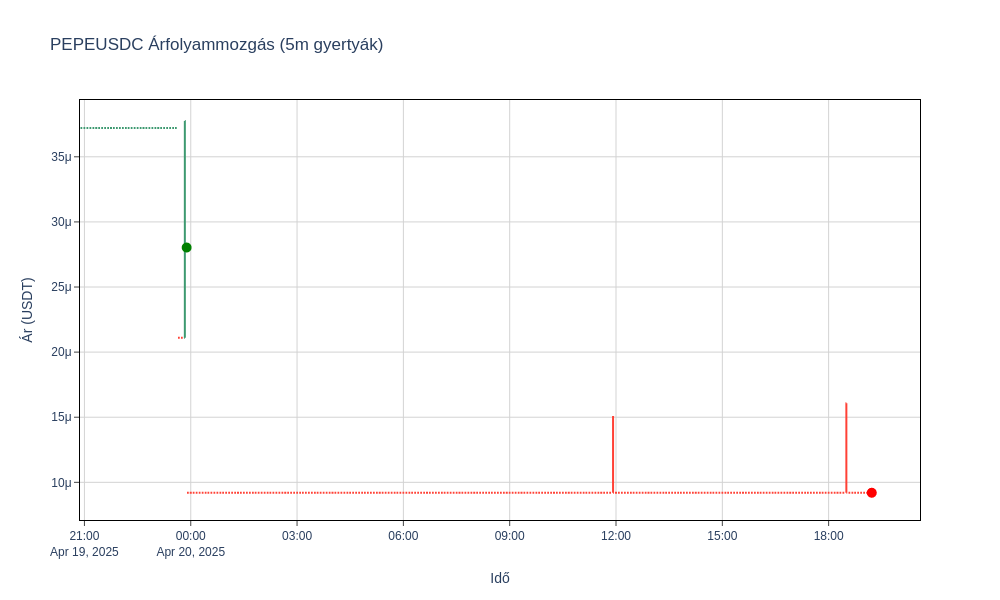 PEPEUSDC Árfolyammozgás (5m gyertyák)
Ár (USDT)
35μ
30μ
25μ
20μ
15μ
10μ
21:00
Apr 19, 2025
00:00
Apr 20, 2025
03:00
06:00
09:00
12:00
15:00
18:00
Idő